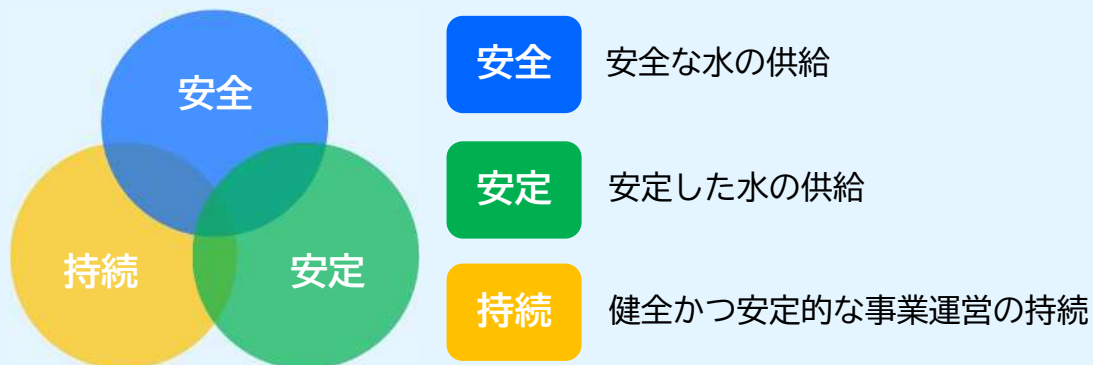 安全
持続
安定
安全 安全な水の供給
安定 安定した水の供給
持続 健全かつ安定的な事業運営の持続